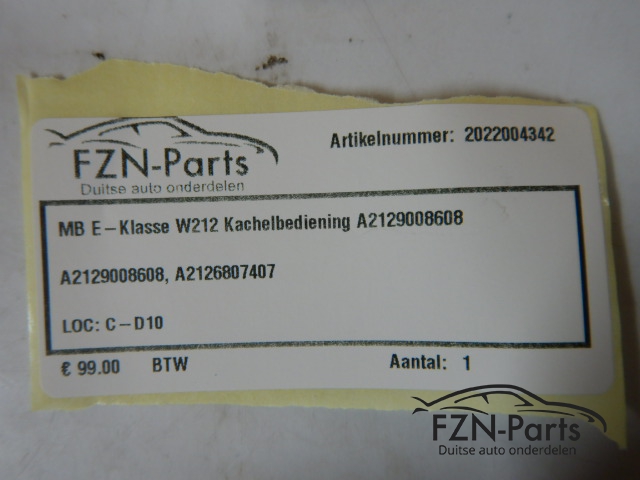 FZN-Parts
Duitse auto onderdelen
Artikelnummer: 2022004342
MB E-Klasse W212 Kachelbediening A2129008608
A2129008608, A2126807407
LOC: C-D10
€ 99.00 BTW Aantal: 1
FZN-Parts
Duitse auto onderdelen